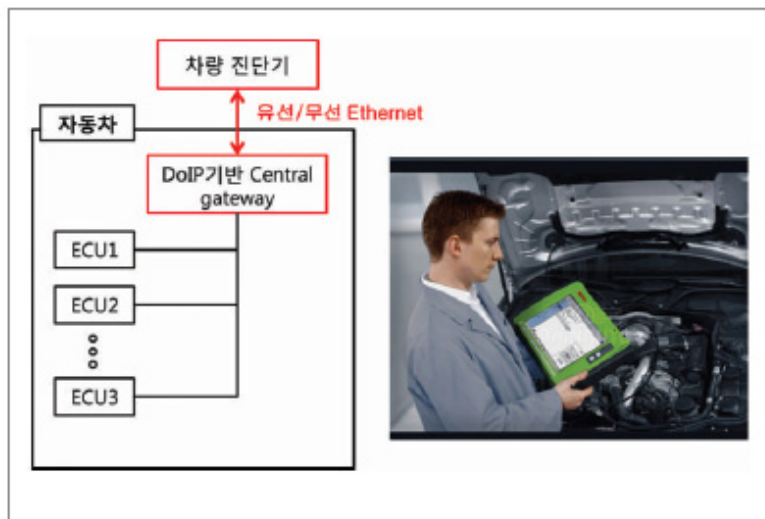 차량 진단기
유선/무선 Ethernet
자동차
DoIP기반 Central
gateway
ECU1
ECU2
ECU3